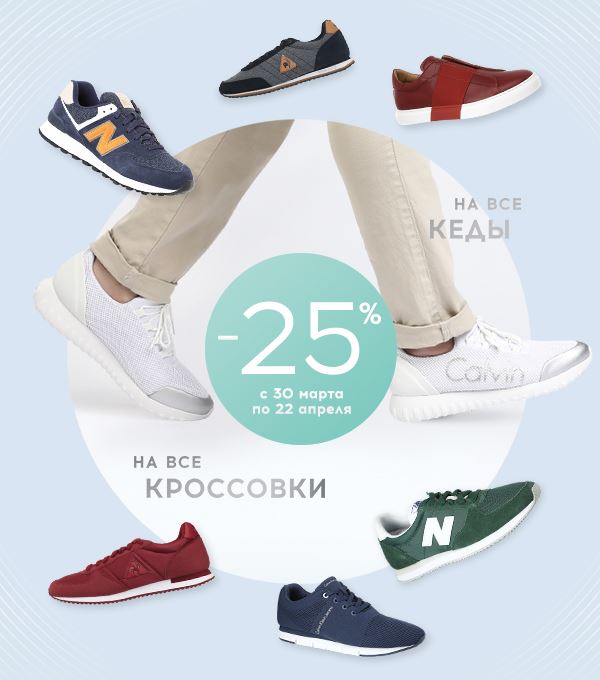 N
НА ВСЕ
КЕДЫ
-25%
с 30 марта
по 22 апреля
Calvin
НА ВСЕ
КРОССОВКИ
N